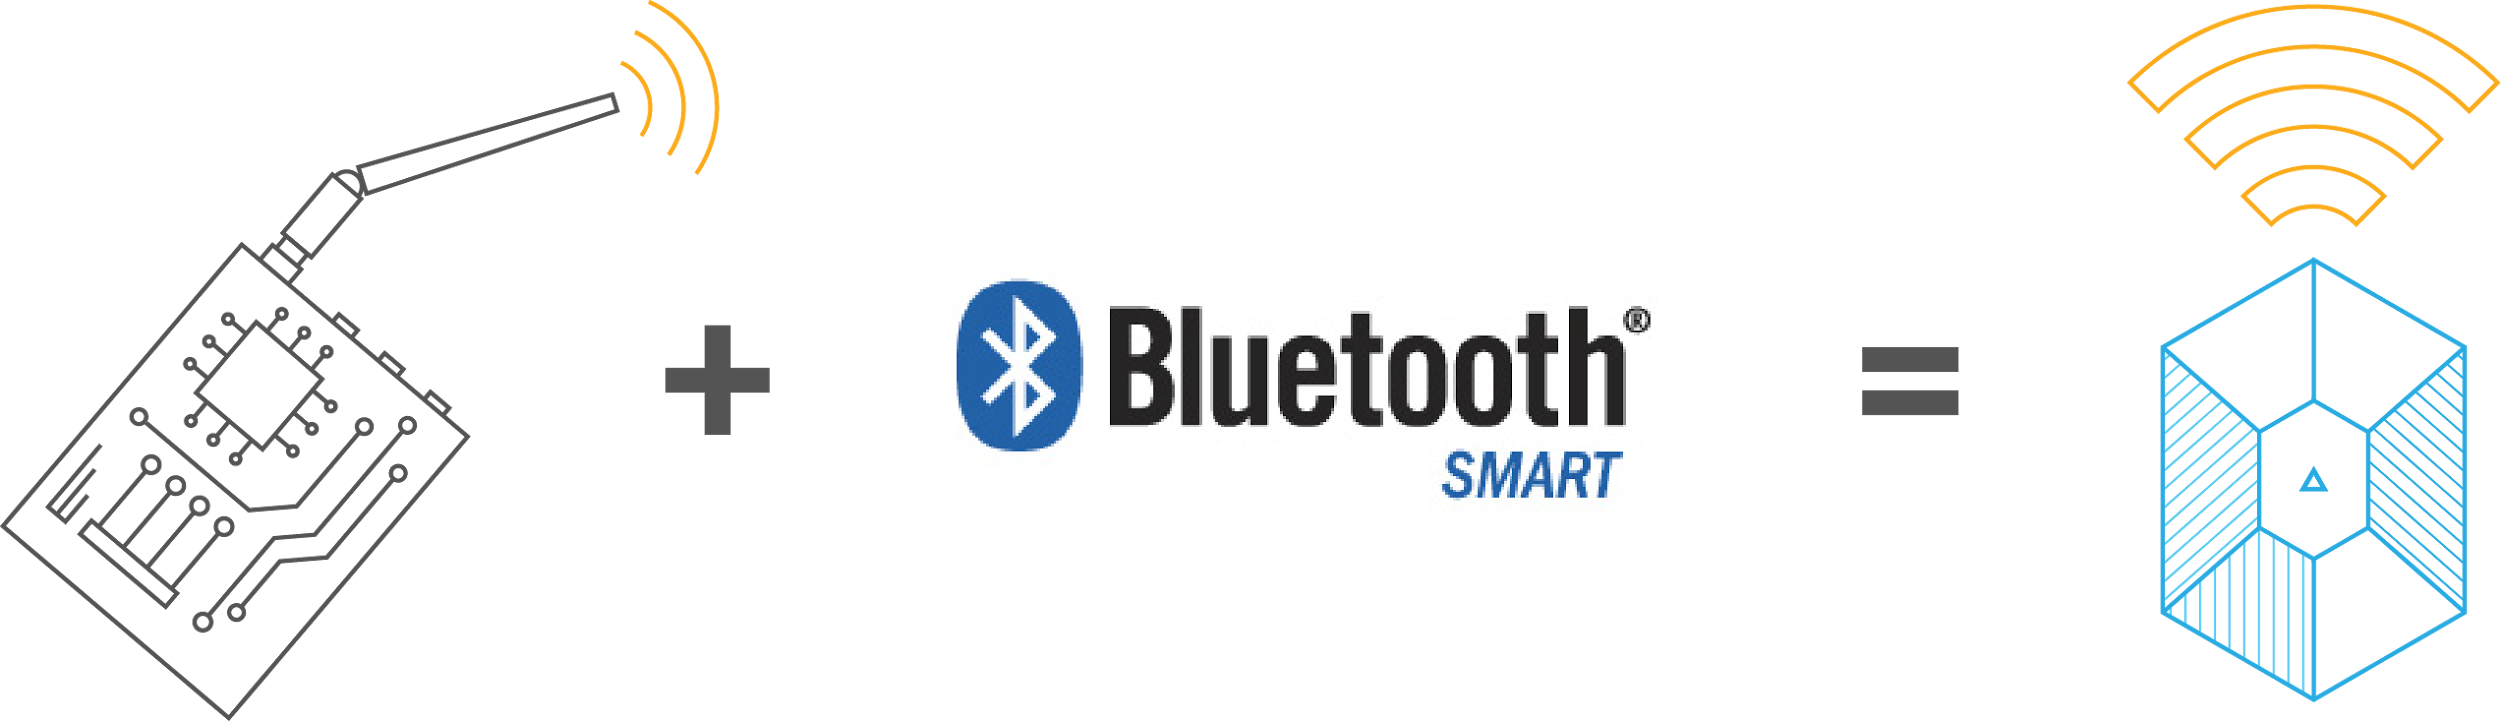 +
Bluetooth®
SMART
=